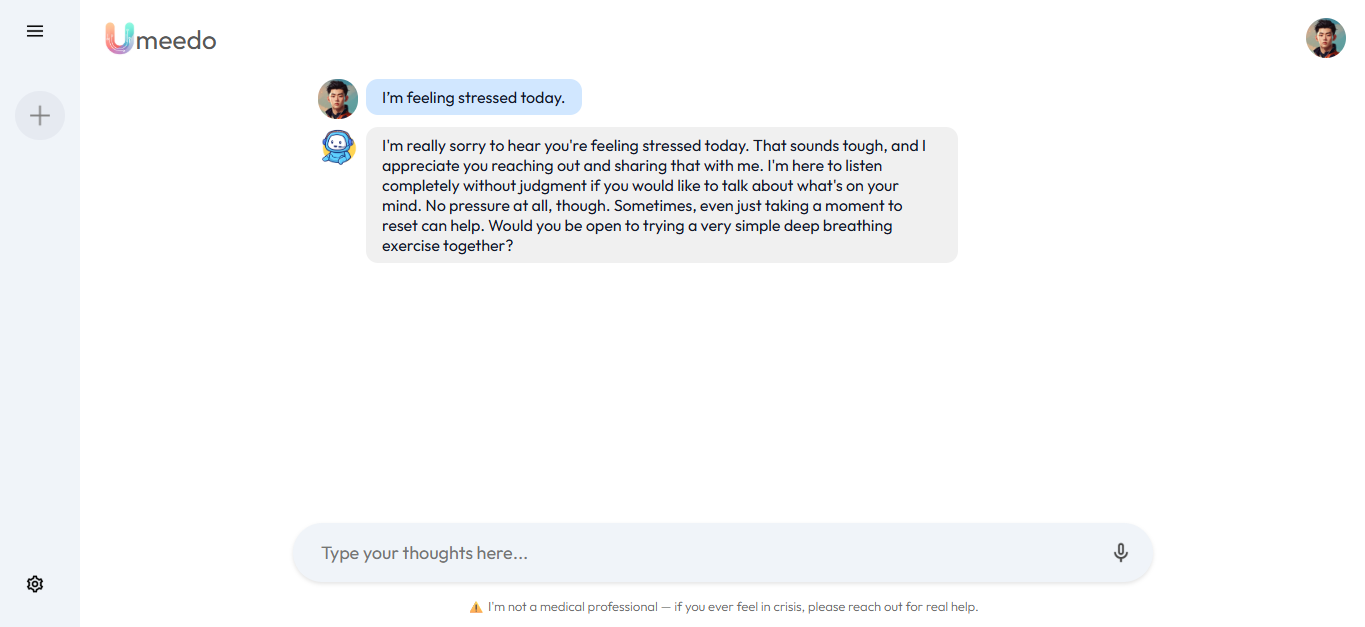 Umeedo
I'm feeling stressed today.
I'm really sorry to hear you're feeling stressed today. That sounds tough, and I
appreciate you reaching out and sharing that with me. I'm here to listen
completely without judgment if you would like to talk about what's on your
mind. No pressure at all, though. Sometimes, even just taking a moment to
reset can help. Would you be open to trying a very simple deep breathing
exercise together?
Type your thoughts here...
⚠️ I'm not a medical professional — if you ever feel in crisis, please reach out for real help.